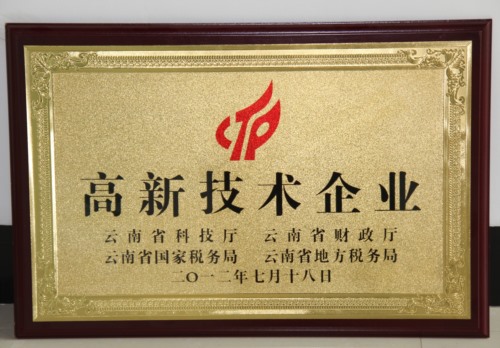 CTP
高新技术企业
云南省科技厅 云南省财政厅
云南省国家税务局 云南省地方税务局
二〇一二年七月十八日